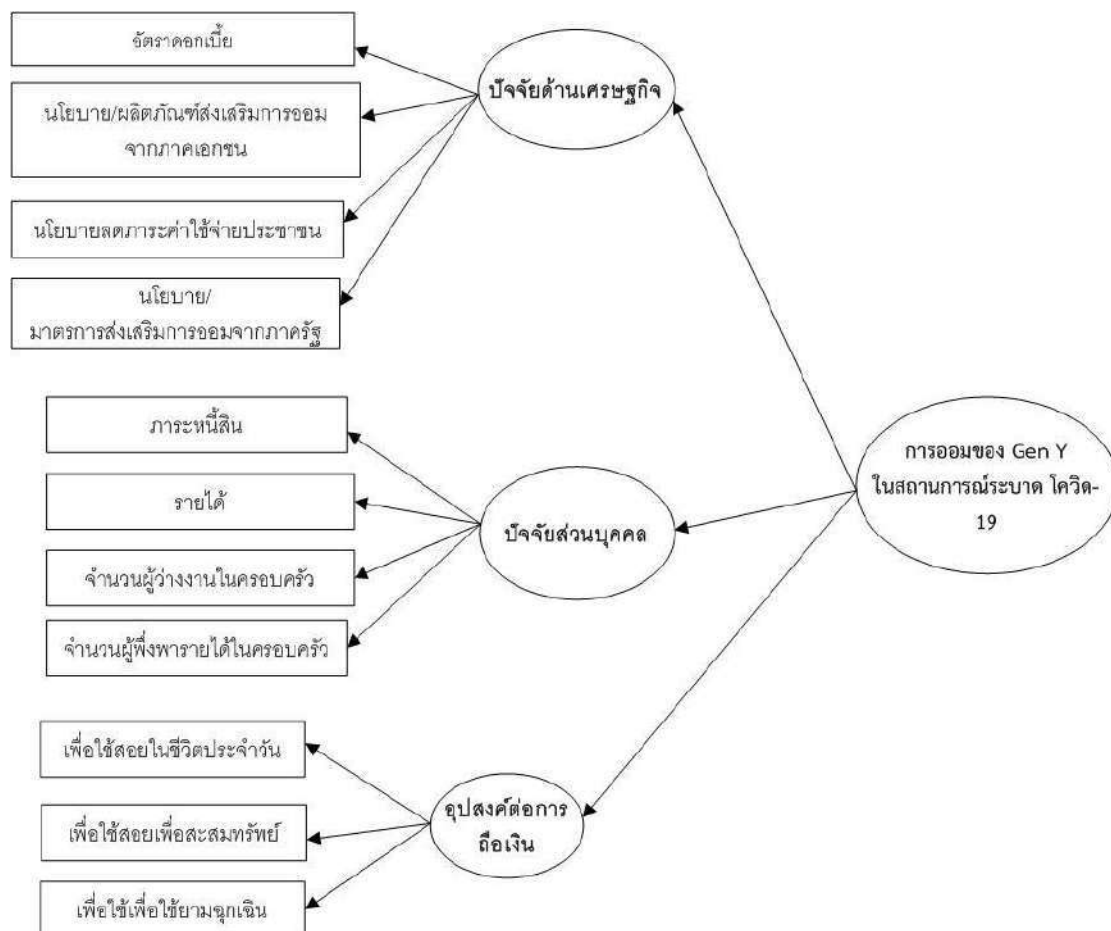 อัตราดอกเบี้ย
นโยบาย/ผลิตภัณฑ์ส่งเสริมการออม
จากภาคเอกชน
นโยบายลดภาระค่าใช้จ่ายประชาชน
นโยบาย/
มาตรการส่งเสริมการออมจากภาครัฐ
ปัจจัยด้านเศรษฐกิจ
ภาระหนี้สิน
รายได้
จำนวนผู้ว่างงานในครอบครัว
จำนวนผู้พึ่งพารายได้ในครอบครัว
ปัจจัยส่วนบุคคล
การออมของ Gen Y
ในสถานการณ์ระบาด โควิด-
19
เพื่อใช้สอยในชีวิตประจำวัน
เพื่อใช้สอยเพื่อสะสมทรัพย์
เพื่อใช้เพื่อใช้ยามฉุกเฉิน
อุปสงค์ต่อการ
ถือเงิน